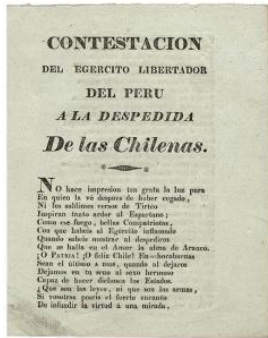 CONTESTACION
DEL EGERCITO LIBERTADOR
DEL PERU
A LA DESPEDIDA
De las Chilenas.
No hace impresion tan grata la luz pura
En quien la vé despues de haber cegado,
Ni los sublimes versos de Tirteo
Inspiran tanto ardor al Espartano;
Como ese fuego, bellas Compatriotas,
Con que habeis al Egército inflamado
Quando sabeis mostrar al despediros
Que se halla en el Amor la alma de Arauco.
¡O PATRIA! ¡O feliz Chile! En
Sean el último á mos, quando al dejaros
Dejamos en tu seno al sexo hermoso
Capaz de hacer dichosos los Estados.
¿Qué son las leyes, ni que son las armas,
Si vosotras poseis el fuerte encanto
De infundir la virtud á una mirada,